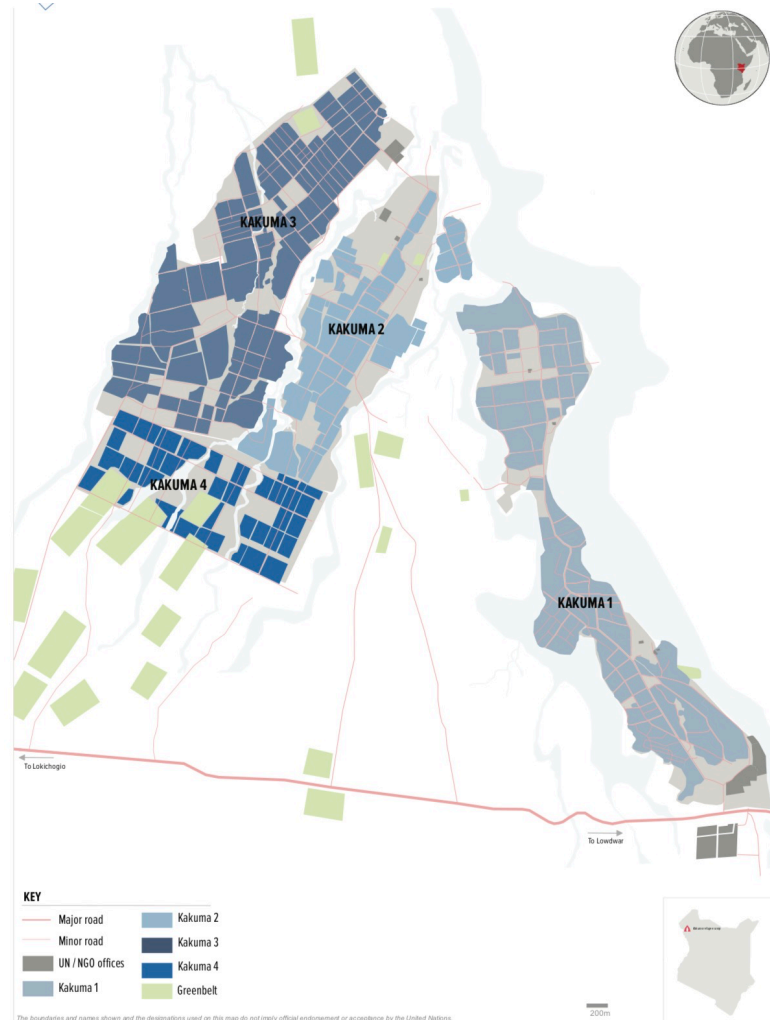 KAKUMA 3
KAKUMA 2
KAKUMA 4
KAKUMA 1
To Lokichogio
To Lowdwar
KEY
Major road
Minor road
UN / NGO offices
Kakuma 1
Kakuma 2
Kakuma 3
Kakuma 4
Greenbelt
200m
The boundaries and names shown and the designations used on this map do not imply official endorsement or acceptance by the United Nations.